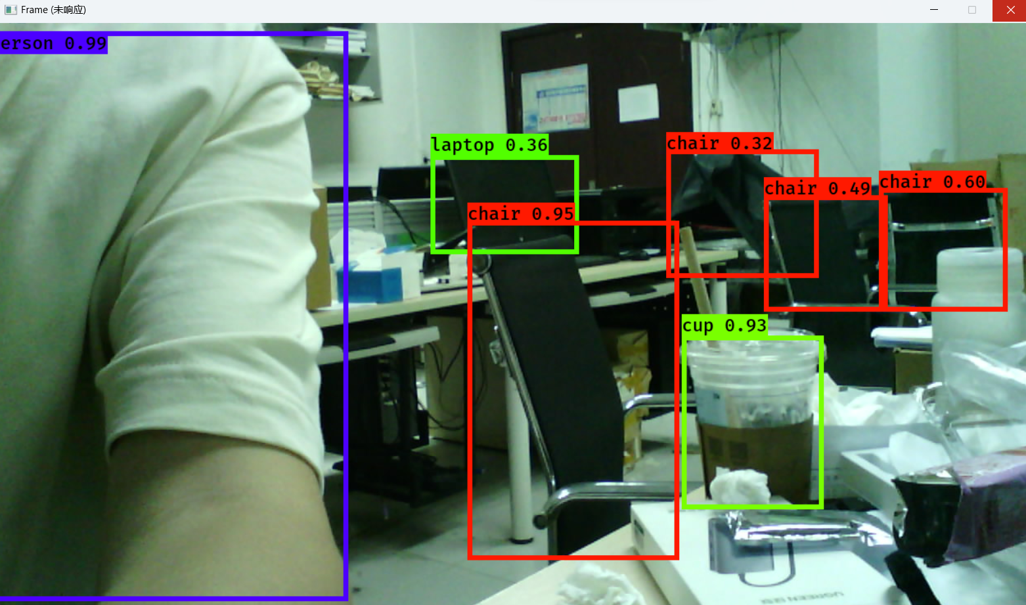 Frame (未响应)
erson 0.99
laptop 0.36
chair 0.32
chair 0.49
chair 0.60
chair 0.95
cup 0.93
UGREEN